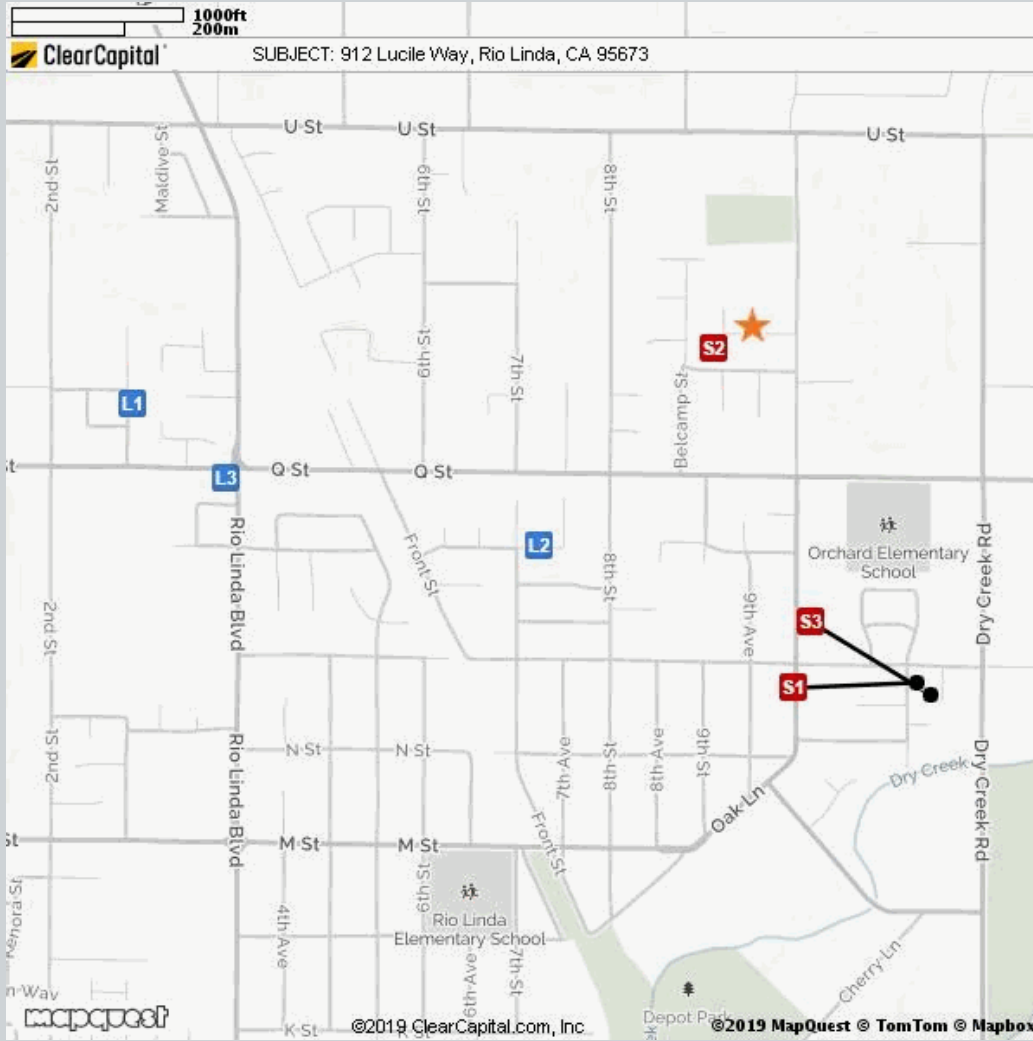 1000ft
200m
ClearCapital
SUBJECT: 912 Lucile Way, Rio Linda, CA 95673
U St
U St
U St
2nd St
Maldive St
6th St
8th St
S2
6th St
7th St
Belcamp St
L1
L3
Q St
Q St
L2
Orchard Elementary
School
Rio Linda Blvd
Front St
8th St
9th Ave
Dry Creek Rd
2nd St
S3
S1
2nd St
Rio Linda Blvd
N St
N St
7th Ave
8th St
8th Ave
9th St
Oak Ln
Dry Creek
Dry Creek Rd
St
M St
M St
Front St
Kenora St
4th Ave
6th St
Rio Linda
Elementary School
6th Ave
7th St
Cherry Ln
n Way
mapquest
K St
Depot Park
©2019 ClearCapital.com, Inc
©2019 MapQuest © TomTom © Mapbox